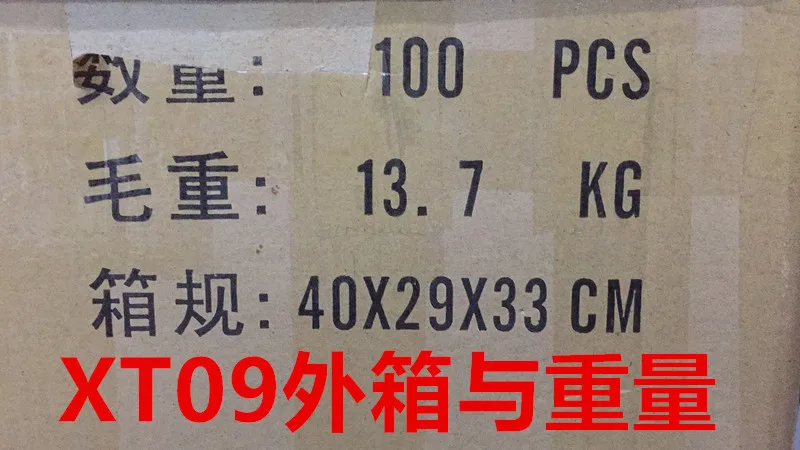 数量: 100 PCS
毛重: 13.7 KG
箱规: 40X29X33 CM
XT09外箱与重量